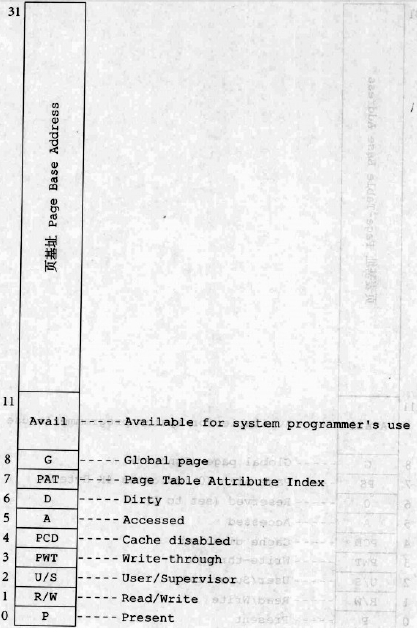 31
页基址 Page Base Address
11
Avail ----- Available for system programmer's use
8 G ----- Global page
7 PAT ----- Page Table Attribute Index
6 D ----- Dirty
5 A ----- Accessed
4 PCD ----- Cache disabled
3 PWT ----- Write-through
2 U/S ----- User/Supervisor
1 R/W ----- Read/Write
0 P ----- Present